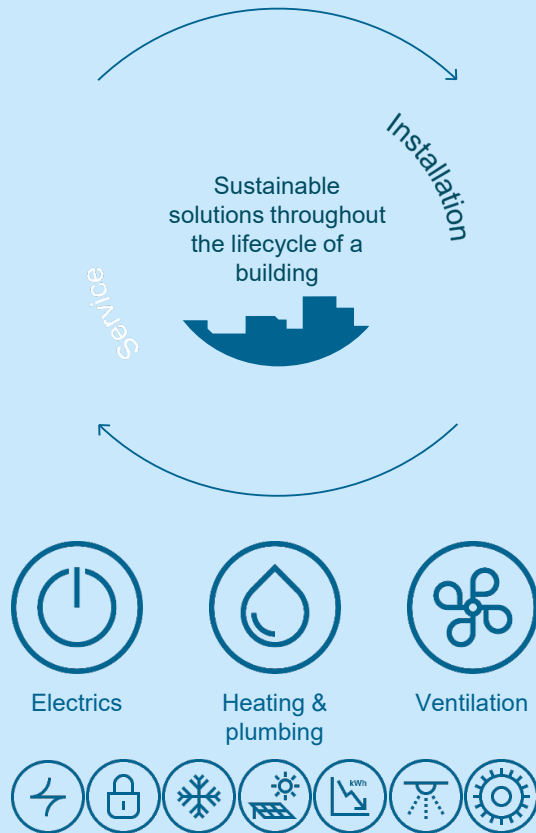 Installation
Sustainable
solutions throughout
the lifecycle of a
building
Service
Electrics
Heating &
plumbing
Ventilation
kWh